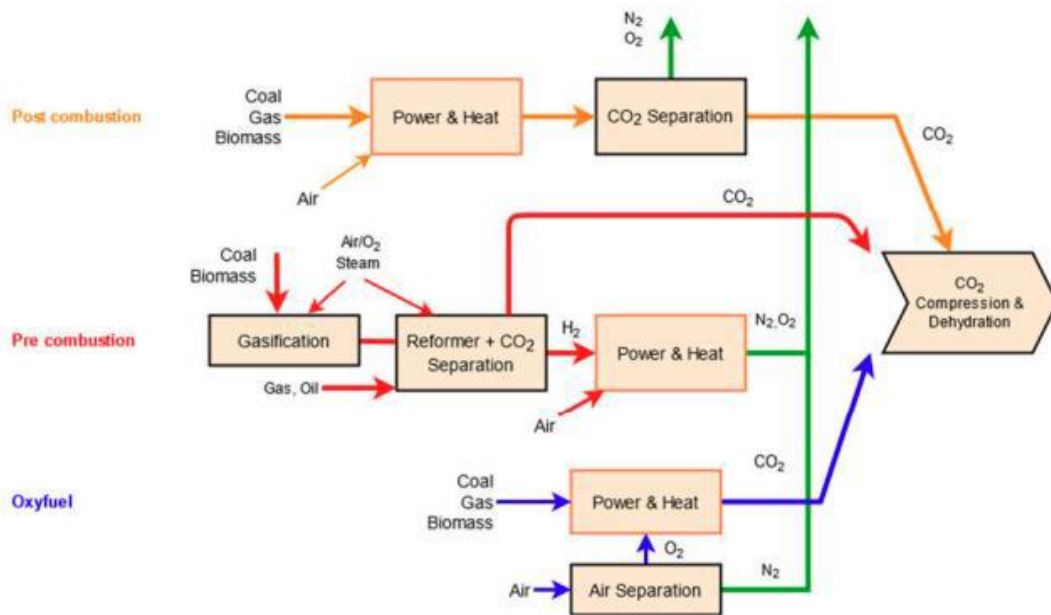 N₂
O₂
Post combustion
Coal
Gas
Biomass
Power & Heat
CO₂ Separation
CO₂
Air
CO₂
Coal
Biomass
Air/O₂
Steam
CO₂
Compression &
Dehydration
Pre combustion
Gasification
Reformer + CO₂
Separation
H₂
Power & Heat
N₂,O₂
Gas, Oil
Air
Oxyfuel
Coal
Gas
Biomass
Power & Heat
CO₂
O₂
Air
Air Separation
N₂